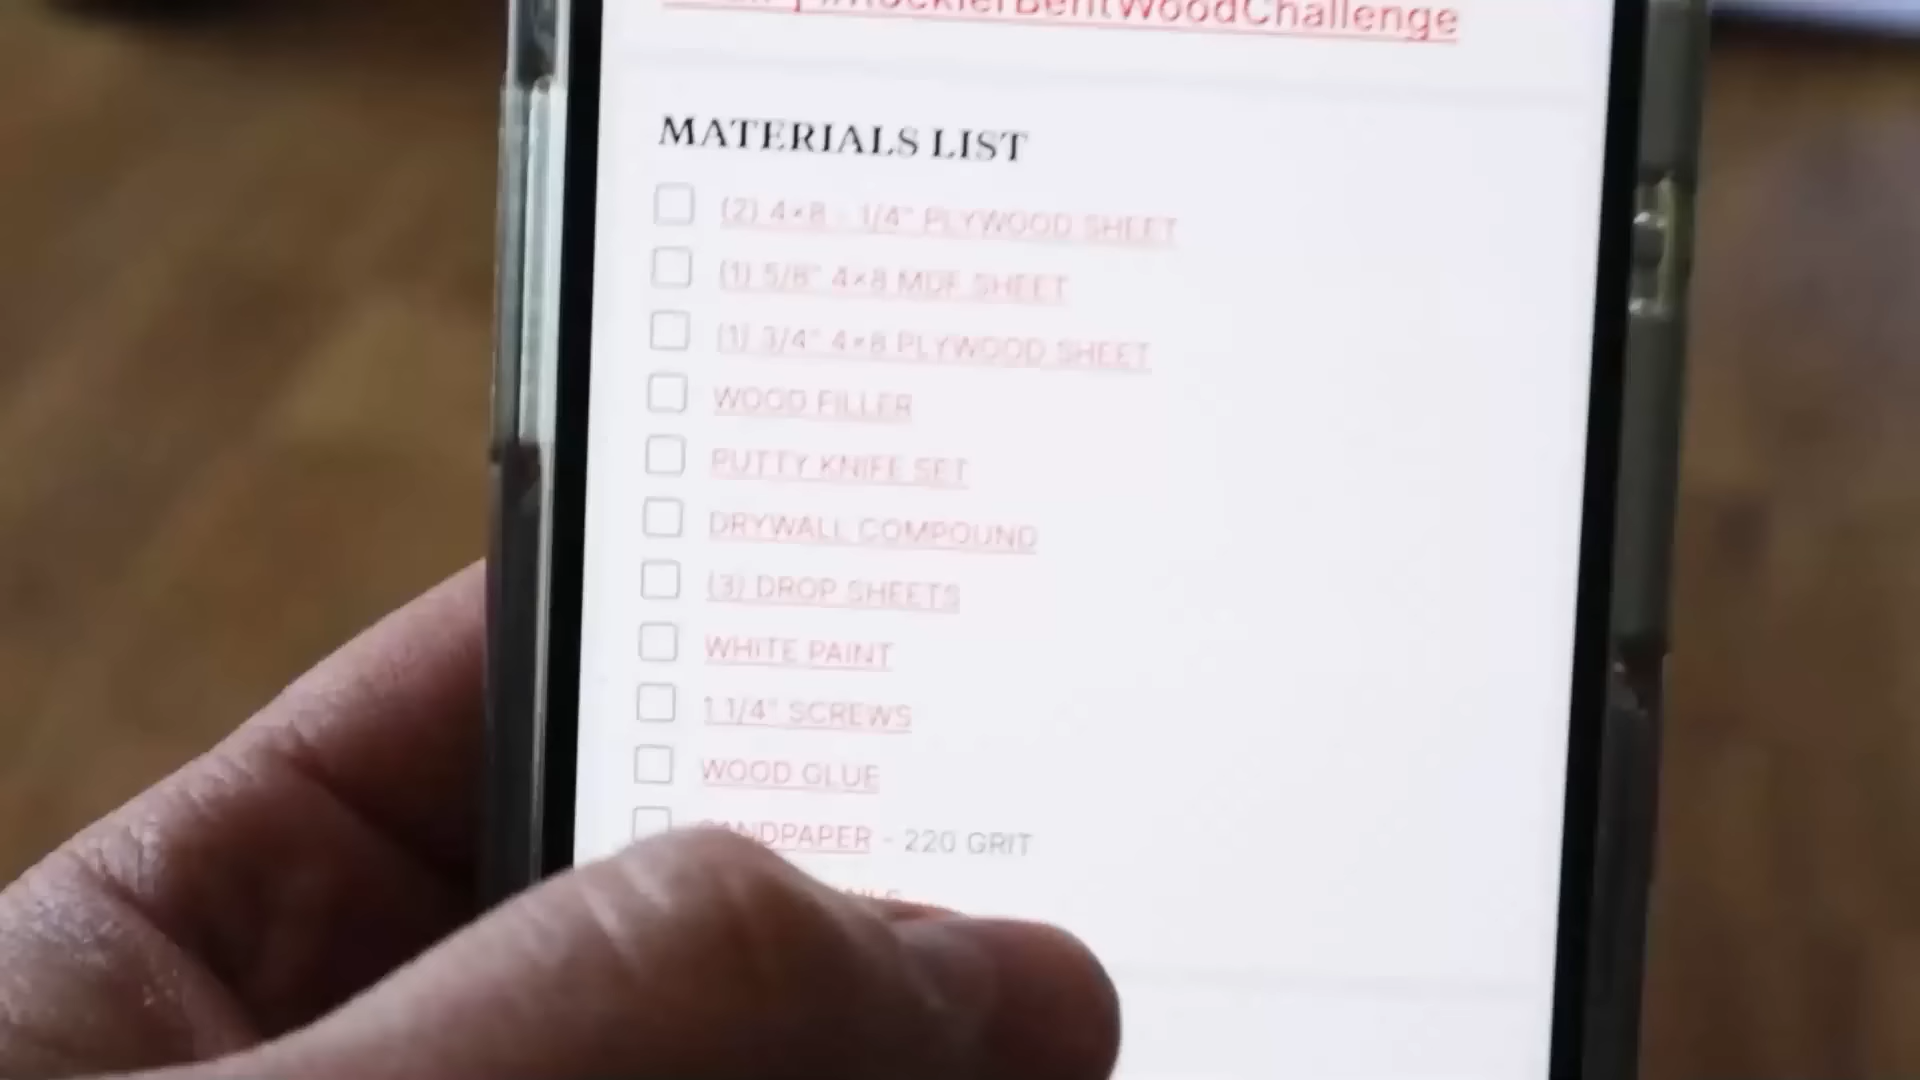 #RocklerBentWoodChallenge
MATERIALS LIST
(2) 4×8 - 1/4" PLYWOOD SHEET
(1) 5/8" 4×8 MDF SHEET
(1) 3/4" 4×8 PLYWOOD SHEET
WOOD FILLER
PUTTY KNIFE SET
DRYWALL COMPOUND
(3) DROP SHEETS
WHITE PAINT
1 1/4" SCREWS
WOOD GLUE
SANDPAPER - 220 GRIT